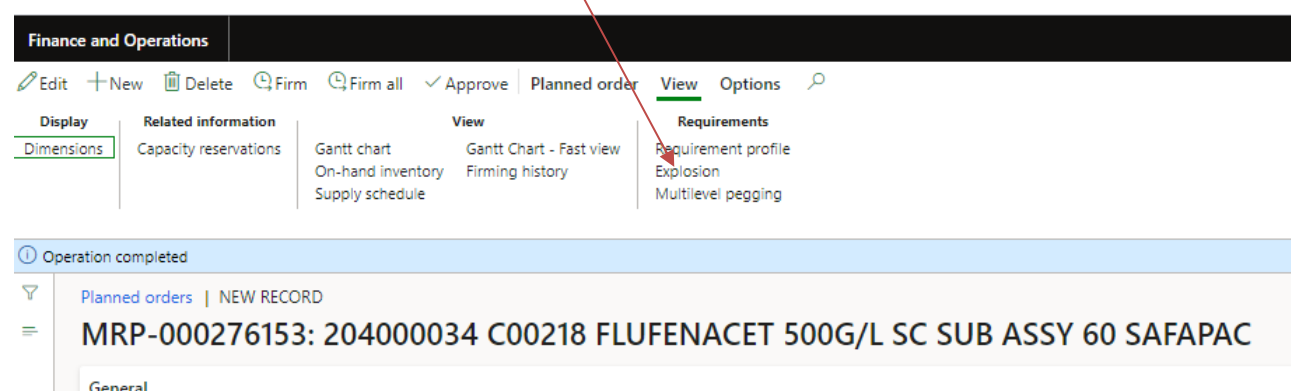 Finance and Operations
Edit New Delete Firm Firm all Approve Planned order View Options
Display Related information View Requirements
Dimensions Capacity reservations Gantt chart Gantt Chart - Fast view Requirement profile
On-hand inventory Firming history Explosion
Supply schedule Multilevel pegging
Operation completed
Planned orders | NEW RECORD
MRP-000276153: 204000034 C00218 FLUFENACET 500G/L SC SUB ASSY 60 SAFAPAC
General